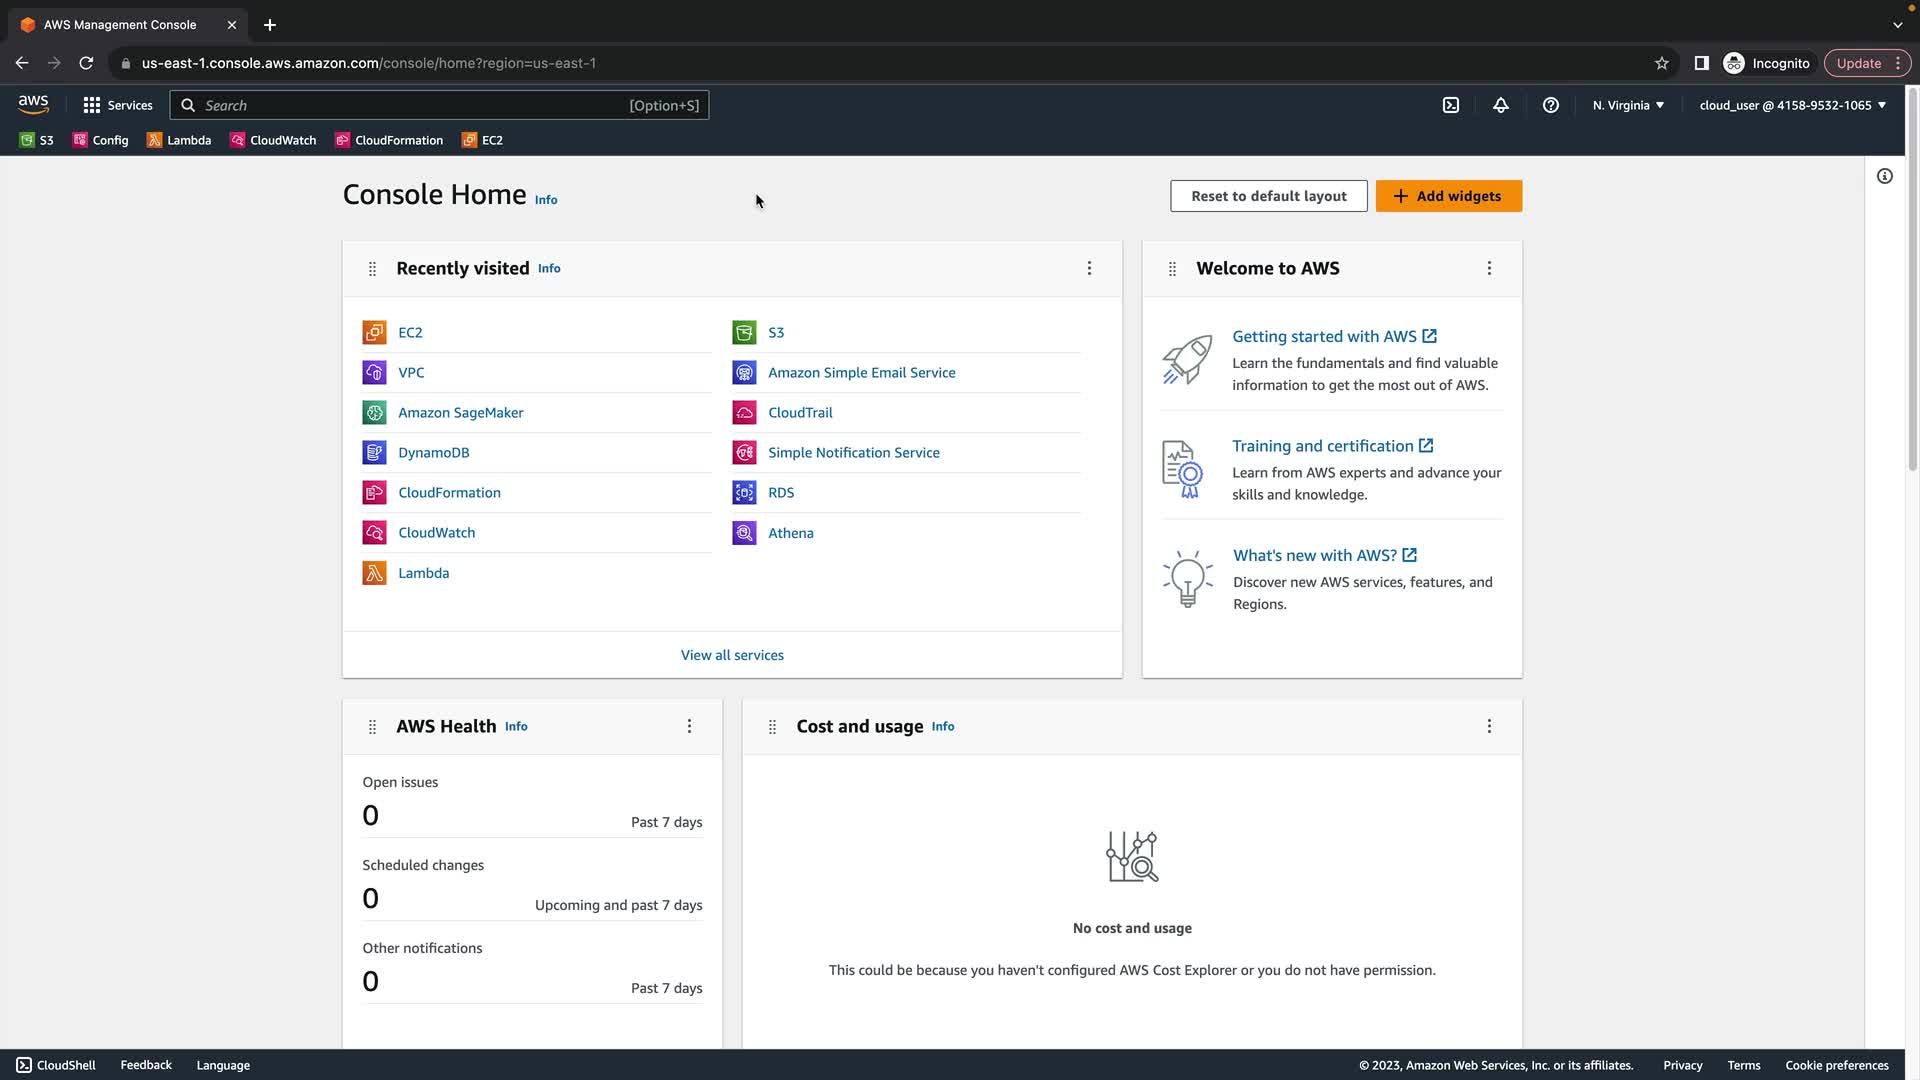 AWS Management Console
us-east-1.console.aws.amazon.com/console/home?region=us-east-1
Incognito
Update
aws
Services
Search
[Option+S]
N. Virginia
cloud_user @ 4158-9532-1065
S3
Config
Lambda
CloudWatch
CloudFormation
EC2
Console Home Info
Reset to default layout
Add widgets
Recently visited Info
EC2
VPC
Amazon SageMaker
DynamoDB
CloudFormation
CloudWatch
Lambda
S3
Amazon Simple Email Service
CloudTrail
Simple Notification Service
RDS
Athena
View all services
Welcome to AWS
Getting started with AWS
Learn the fundamentals and find valuable
information to get the most out of AWS.
Training and certification
Learn from AWS experts and advance your
skills and knowledge.
What's new with AWS?
Discover new AWS services, features, and
Regions.
AWS Health Info
Open issues
0
Past 7 days
Scheduled changes
0
Upcoming and past 7 days
Other notifications
0
Past 7 days
Cost and usage Info
No cost and usage
This could be because you haven't configured AWS Cost Explorer or you do not have permission.
CloudShell
Feedback
Language
© 2023, Amazon Web Services, Inc. or its affiliates.
Privacy
Terms
Cookie preferences